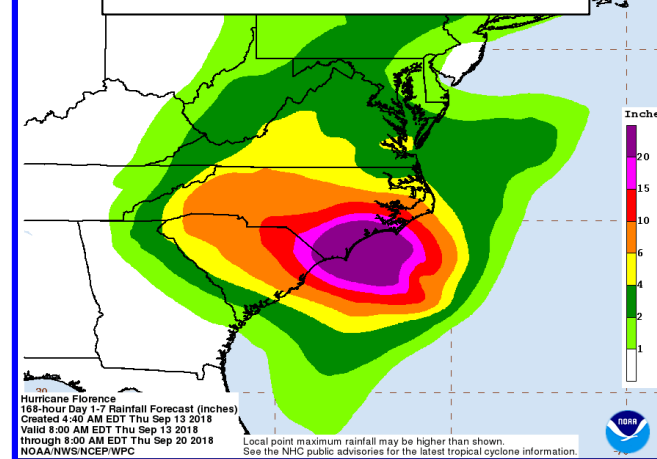 Inche
20
15
10
6
4
2
1
30
Hurricane Florence
168-hour Day 1-7 Rainfall Forecast (inches)
Created 4:40 AM EDT Thu Sep 13 2018
Valid 8:00 AM EDT Thu Sep 13 2018
through 8:00 AM EDT Thu Sep 20 2018
NOAA/NWS/NCEP/WPC
Local point maximum rainfall may be higher than shown.
See the NHC public advisories for the latest tropical cyclone information.
NOAA